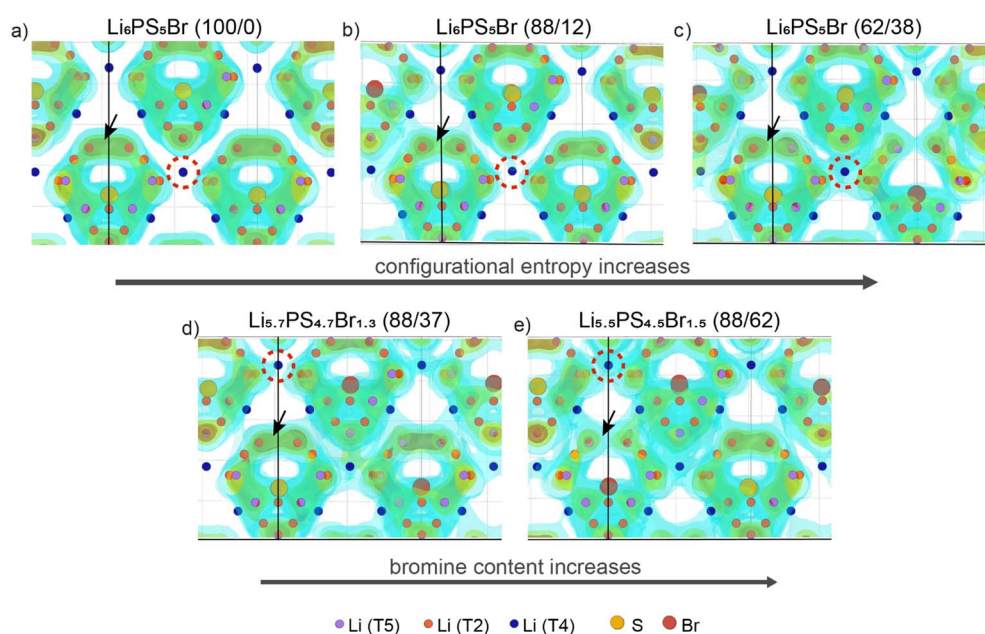 a) Li₆PS₅Br (100/0)
b) Li₆PS₅Br (88/12)
c) Li₆PS₅Br (62/38)
configurational entropy increases
d) Li₅.₇PS₄.₇Br₁.₃ (88/37)
e) Li₅.₅PS₄.₅Br₁.₅ (88/62)
bromine content increases
Li (T5) Li (T2) Li (T4) S Br